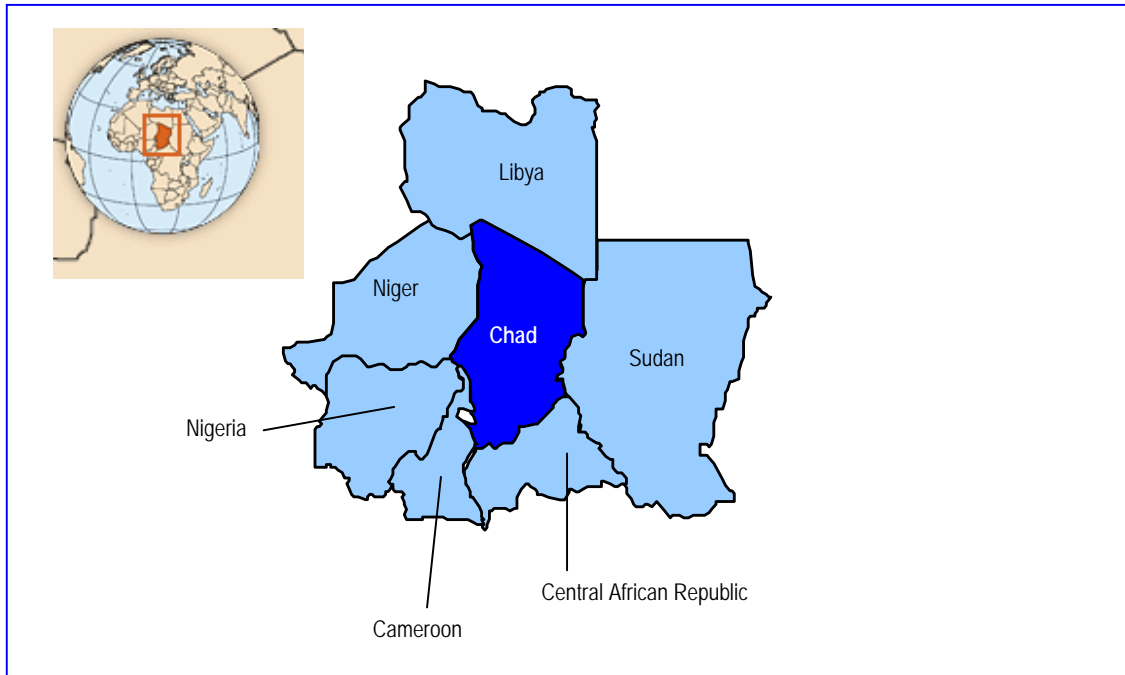 Libya
Niger
Chad
Sudan
Nigeria
Central African Republic
Cameroon